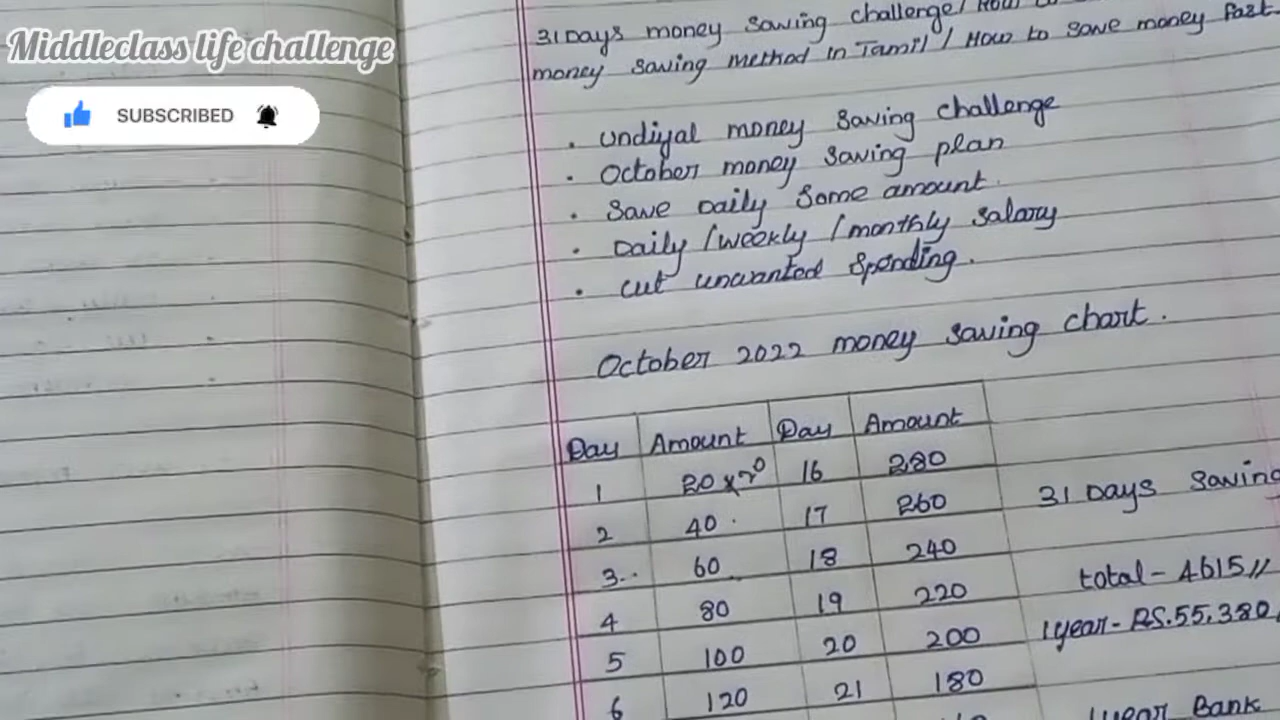 Middleclass life challenge
SUBSCRIBED
31 Days money saving challenge /
money saving method in Tamil / How to save money Fast
• undiyal money saving challenge
• October money saving plan
• save Daily some amount.
• Daily / weekly / monthly salary
• cut unwanted spending.
October 2022 money saving chart.
Day Amount Day Amount
1 20 16 280
2 40 17 260
3 60 18 240
4 80 19 220
5 100 20 200
6 120 21 180
31 Days saving
total - 4615//
1 year - RS. 55,380
1 year Bank